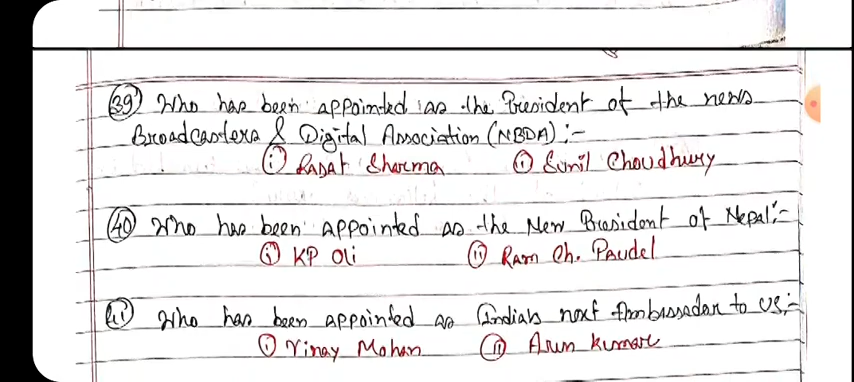 39 Who has been appointed as the President of the news
Broadcasters & Digital Association (NBDA) :-
i Rajat Sharma i Sunil Choudhury
40 Who has been appointed as the New President of Nepal :-
i KP Oli ii Ram Ch. Paudel
41 Who has been appointed as Indias next Ambassador to US :-
i Vinay Mohan ii Arun Kumar